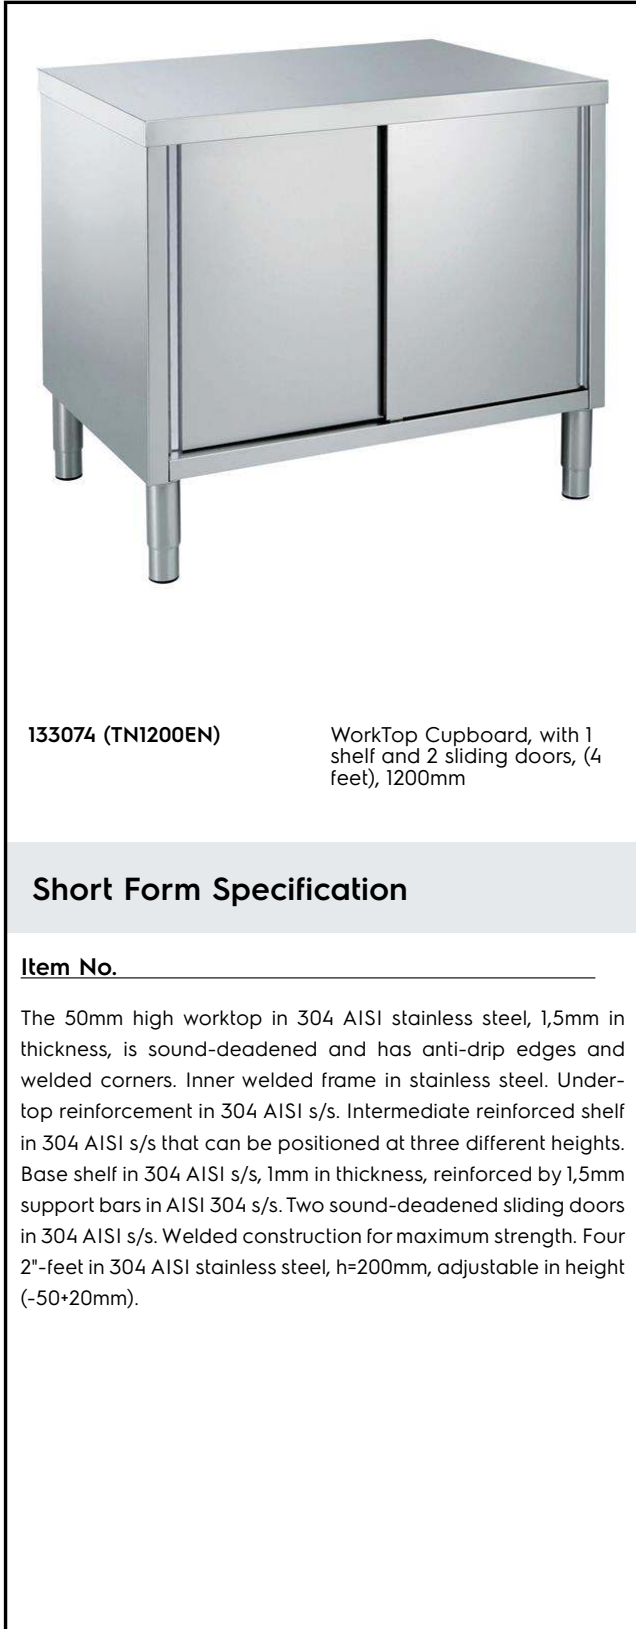 133074 (TN1200EN)
WorkTop Cupboard, with 1
shelf and 2 sliding doors, (4
feet), 1200mm
Short Form Specification
Item No.
The 50mm high worktop in 304 AISI stainless steel, 1,5mm in
thickness, is sound-deadened and has anti-drip edges and
welded corners. Inner welded frame in stainless steel. Under-
top reinforcement in 304 AISI s/s. Intermediate reinforced shelf
in 304 AISI s/s that can be positioned at three different heights.
Base shelf in 304 AISI s/s, 1mm in thickness, reinforced by 1,5mm
support bars in AISI 304 s/s. Two sound-deadened sliding doors
in 304 AISI s/s. Welded construction for maximum strength. Four
2"-feet in 304 AISI stainless steel, h=200mm, adjustable in height
(-50+20mm).